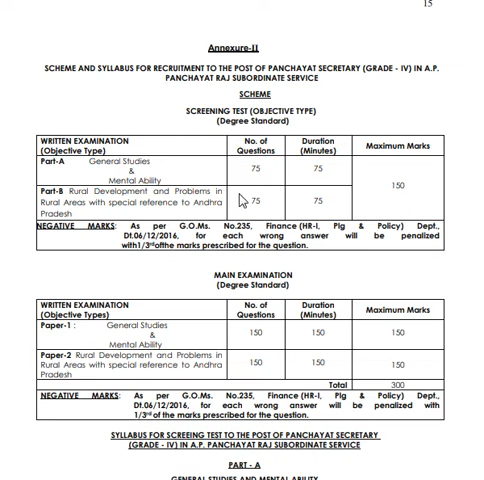 15
Annexure-II
SCHEME AND SYLLABUS FOR RECRUITMENT TO THE POST OF PANCHAYAT SECRETARY (GRADE - IV) IN A.P.
PANCHAYAT RAJ SUBORDINATE SERVICE
SCHEME
SCREENING TEST (OBJECTIVE TYPE)
(Degree Standard)
WRITTEN EXAMINATION (Objective Type) No. of Questions Duration (Minutes) Maximum Marks
Part-A General Studies
&
Mental Ability
75 75
150
Part-B Rural Development and Problems in
Rural Areas with special reference to Andhra
Pradesh
75 75
NEGATIVE MARKS: As per G.O.Ms. No.235, Finance (HR-I, Plg & Policy) Dept.,
Dt.06/12/2016, for each wrong answer will be penalized
with1/3rdofthe marks prescribed for the question.
MAIN EXAMINATION
(Degree Standard)
WRITTEN EXAMINATION (Objective Types) No. of Questions Duration (Minutes) Maximum Marks
Paper-1 : General Studies
&
Mental Ability
150 150 150
Paper-2 Rural Development and Problems in
Rural Areas with special reference to Andhra
Pradesh
150 150 150
Total 300
NEGATIVE MARKS: As per G.O.Ms. No.235, Finance (HR-I, Plg & Policy) Dept.,
Dt.06/12/2016, for each wrong answer will be penalized with
1/3rd of the marks prescribed for the question.
SYLLABUS FOR SCREEING TEST TO THE POST OF PANCHAYAT SECRETARY
(GRADE - IV) IN A.P. PANCHAYAT RAJ SUBORDINATE SERVICE
PART - A
GENERAL STUDIES AND MENTAL ABILITY